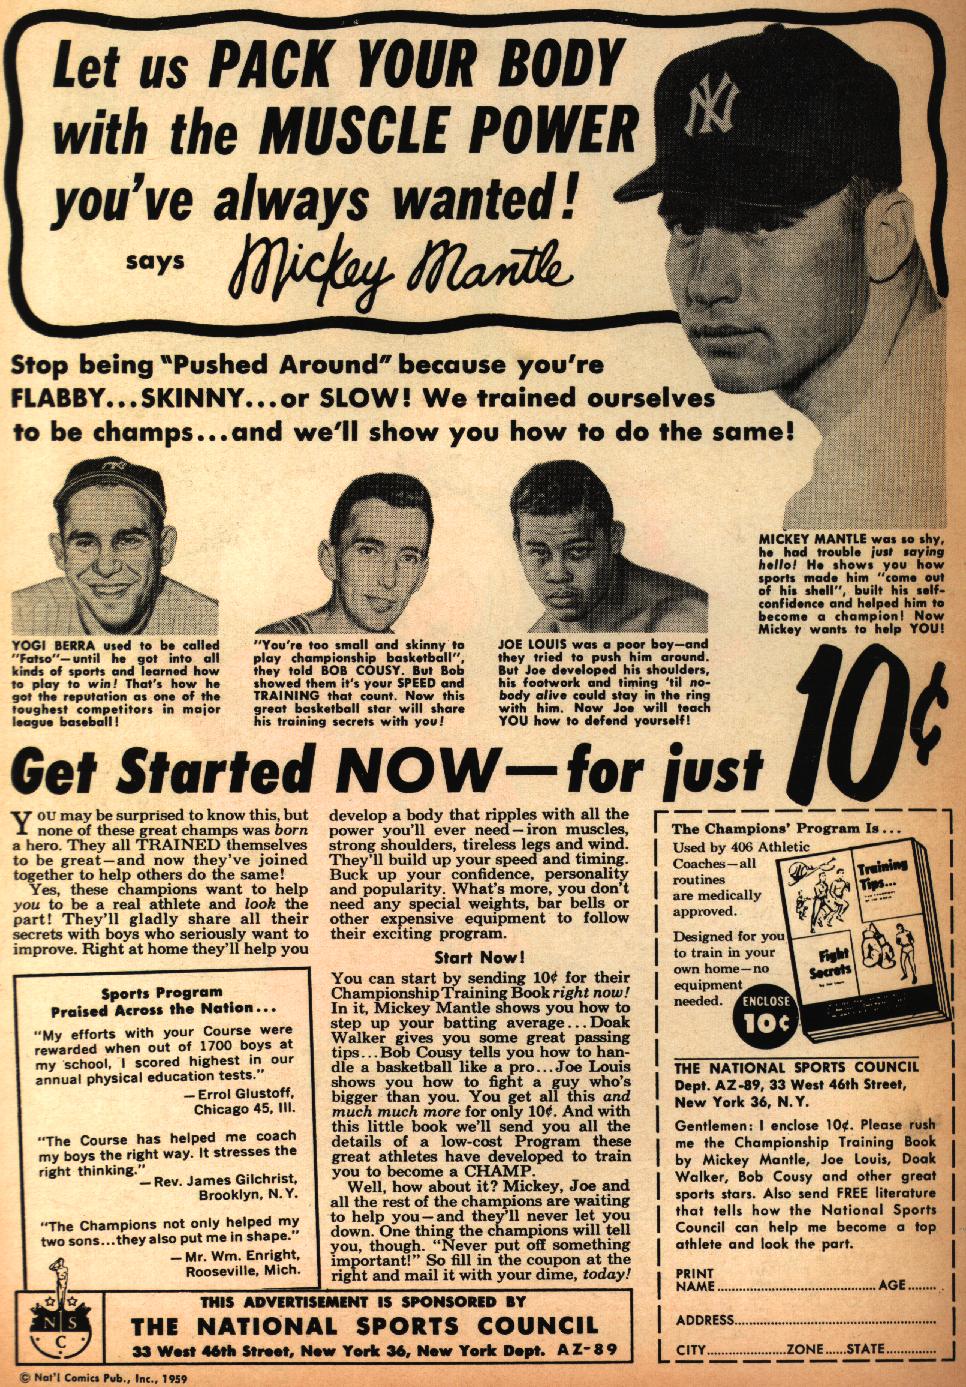 Let us PACK YOUR BODY
with the MUSCLE POWER
you've always wanted!
says Mickey Mantle
NY
Stop being "Pushed Around" because you're
FLABBY...SKINNY...or SLOW! We trained ourselves
to be champs...and we'll show you how to do the same!
MICKEY MANTLE was so shy,
he had trouble just saying
hello! He shows you how
sports made him "come out
of his shell", built his self-
confidence and helped him to
become a champion! Now
Mickey wants to help YOU!
YOGI BERRA used to be called
"Fatso"—until he got into all
kinds of sports and learned how
to play to win! That's how he
got the reputation as one of the
toughest competitors in major
league baseball!
"You're too small and skinny to
play championship basketball",
they told BOB COUSY. But Bob
showed them it's your SPEED and
TRAINING that count. Now this
great basketball star will share
his training secrets with you!
JOE LOUIS was a poor boy—and
they tried to push him around.
But Joe developed his shoulders,
his footwork and timing 'til no-
body alive could stay in the ring
with him. Now Joe will teach
YOU how to defend yourself!
Get Started NOW—for just 10¢
YOU may be surprised to know this, but
none of these great champs was born
a hero. They all TRAINED themselves
to be great—and now they've joined
together to help others do the same!
Yes, these champions want to help
you to be a real athlete and look the
part! They'll gladly share all their
secrets with boys who seriously want to
improve. Right at home they'll help you
develop a body that ripples with all the
power you'll ever need—iron muscles,
strong shoulders, tireless legs and wind.
They'll build up your speed and timing.
Buck up your confidence, personality
and popularity. What's more, you don't
need any special weights, bar bells or
other expensive equipment to follow
their exciting program.
Start Now!
You can start by sending 10¢ for their
Championship Training Book right now!
In it, Mickey Mantle shows you how to
step up your batting average...Doak
Walker gives you some great passing
tips...Bob Cousy tells you how to han-
dle a basketball like a pro...Joe Louis
shows you how to fight a guy who's
bigger than you. You get all this and
much much more for only 10¢. And with
this little book we'll send you all the
details of a low-cost Program these
great athletes have developed to train
you to become a CHAMP.
Well, how about it? Mickey, Joe and
all the rest of the champions are waiting
to help you—and they'll never let you
down. One thing the champions will tell
you, though. "Never put off something
important!" So fill in the coupon at the
right and mail it with your dime, today!
Sports Program
Praised Across the Nation...
"My efforts with your Course were
rewarded when out of 1700 boys at
my school, I scored highest in our
annual physical education tests."
—Errol Glustoff,
Chicago 45, Ill.
"The Course has helped me coach
my boys the right way. It stresses the
right thinking."
—Rev. James Gilchrist,
Brooklyn, N.Y.
"The Champions not only helped my
two sons...they also put me in shape."
—Mr. Wm. Enright,
Rooseville, Mich.
NSC
THIS ADVERTISEMENT IS SPONSORED BY
THE NATIONAL SPORTS COUNCIL
33 West 46th Street, New York 36, New York Dept. AZ-89
The Champions' Program Is...
Used by 406 Athletic
Coaches—all
routines
are medically
approved.
Designed for you
to train in your
own home—no
equipment
needed.
Training
Tips...
Fight
Secrets
ENCLOSE
10¢
THE NATIONAL SPORTS COUNCIL
Dept. AZ-89, 33 West 46th Street,
New York 36, N.Y.
Gentlemen: I enclose 10¢. Please rush
me the Championship Training Book
by Mickey Mantle, Joe Louis, Doak
Walker, Bob Cousy and other great
sports stars. Also send FREE literature
that tells how the National Sports
Council can help me become a top
athlete and look the part.
PRINT
NAME.......................................AGE.......
ADDRESS..................................................
CITY....................ZONE.....STATE.............
© Nat'l Comics Pub., Inc., 1959